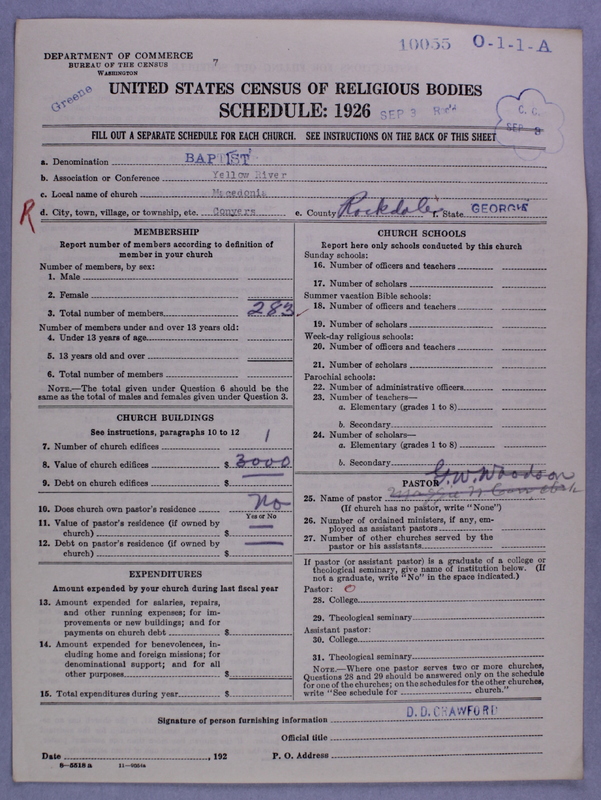 10055 O-1-1-A
DEPARTMENT OF COMMERCE
BUREAU OF THE CENSUS
WASHINGTON
7
Greene
UNITED STATES CENSUS OF RELIGIOUS BODIES
SCHEDULE: 1926
SEP 3 Rec'd
C. C.
SEP 3
FILL OUT A SEPARATE SCHEDULE FOR EACH CHURCH. SEE INSTRUCTIONS ON THE BACK OF THIS SHEET
a. Denomination BAPTIST
b. Association or Conference Yellow River
c. Local name of church Macedonia
R
d. City, town, village, or township, etc. Conyers e. County Rockdale f. State GEORGIA
MEMBERSHIP
Report number of members according to definition of
member in your church
Number of members, by sex:
1. Male
2. Female
3. Total number of members 283
Number of members under and over 13 years old:
4. Under 13 years of age
5. 13 years old and over
6. Total number of members
NOTE.—The total given under Question 6 should be the
same as the total of males and females given under Question 3.
CHURCH BUILDINGS
See instructions, paragraphs 10 to 12
7. Number of church edifices 1
8. Value of church edifices $ 3000
9. Debt on church edifices $
10. Does church own pastor's residence No
Yes or No
11. Value of pastor's residence (if owned by
church) $
12. Debt on pastor's residence (if owned by
church) $
EXPENDITURES
Amount expended by your church during last fiscal year
13. Amount expended for salaries, repairs,
and other running expenses; for im-
provements or new buildings; and for
payments on church debt $
14. Amount expended for benevolences, in-
cluding home and foreign missions; for
denominational support; and for all
other purposes $
15. Total expenditures during year $
CHURCH SCHOOLS
Report here only schools conducted by this church
Sunday schools:
16. Number of officers and teachers
17. Number of scholars
Summer vacation Bible schools:
18. Number of officers and teachers
19. Number of scholars
Week-day religious schools:
20. Number of officers and teachers
21. Number of scholars
Parochial schools:
22. Number of administrative officers
23. Number of teachers—
a. Elementary (grades 1 to 8)
b. Secondary
24. Number of scholars—
a. Elementary (grades 1 to 8)
b. Secondary
G.W. Woodson
PASTOR
25. Name of pastor
(If church has no pastor, write "None")
26. Number of ordained ministers, if any, em-
ployed as assistant pastors
27. Number of other churches served by the
pastor or his assistants
If pastor (or assistant pastor) is a graduate of a college or
theological seminary, give name of institution below. (If
not a graduate, write "No" in the space indicated.)
Pastor: O
28. College
29. Theological seminary
Assistant pastor:
30. College
31. Theological seminary
NOTE.—Where one pastor serves two or more churches,
Questions 28 and 29 should be answered only on the schedule
for one of the churches; on the schedules for the other churches,
write "See schedule for church."
Signature of person furnishing information D. D. CRAWFORD
Official title
Date , 192 P. O. Address
8—5518 a 11—9084a